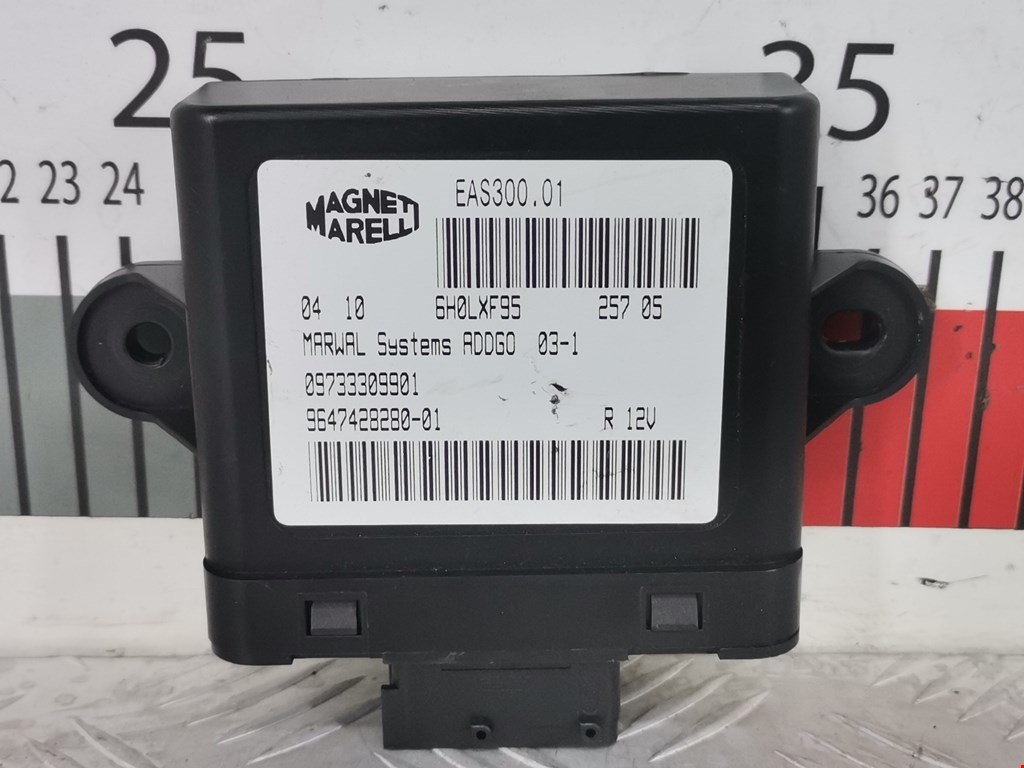 25
35
23 24
36 37 38
MAGNETI
MARELLI
EAS300.01
04 10 6H0LXF95 257 05
MARWAL Systems ADDGO 03-1
09733309901
9647428280-01 R 12V